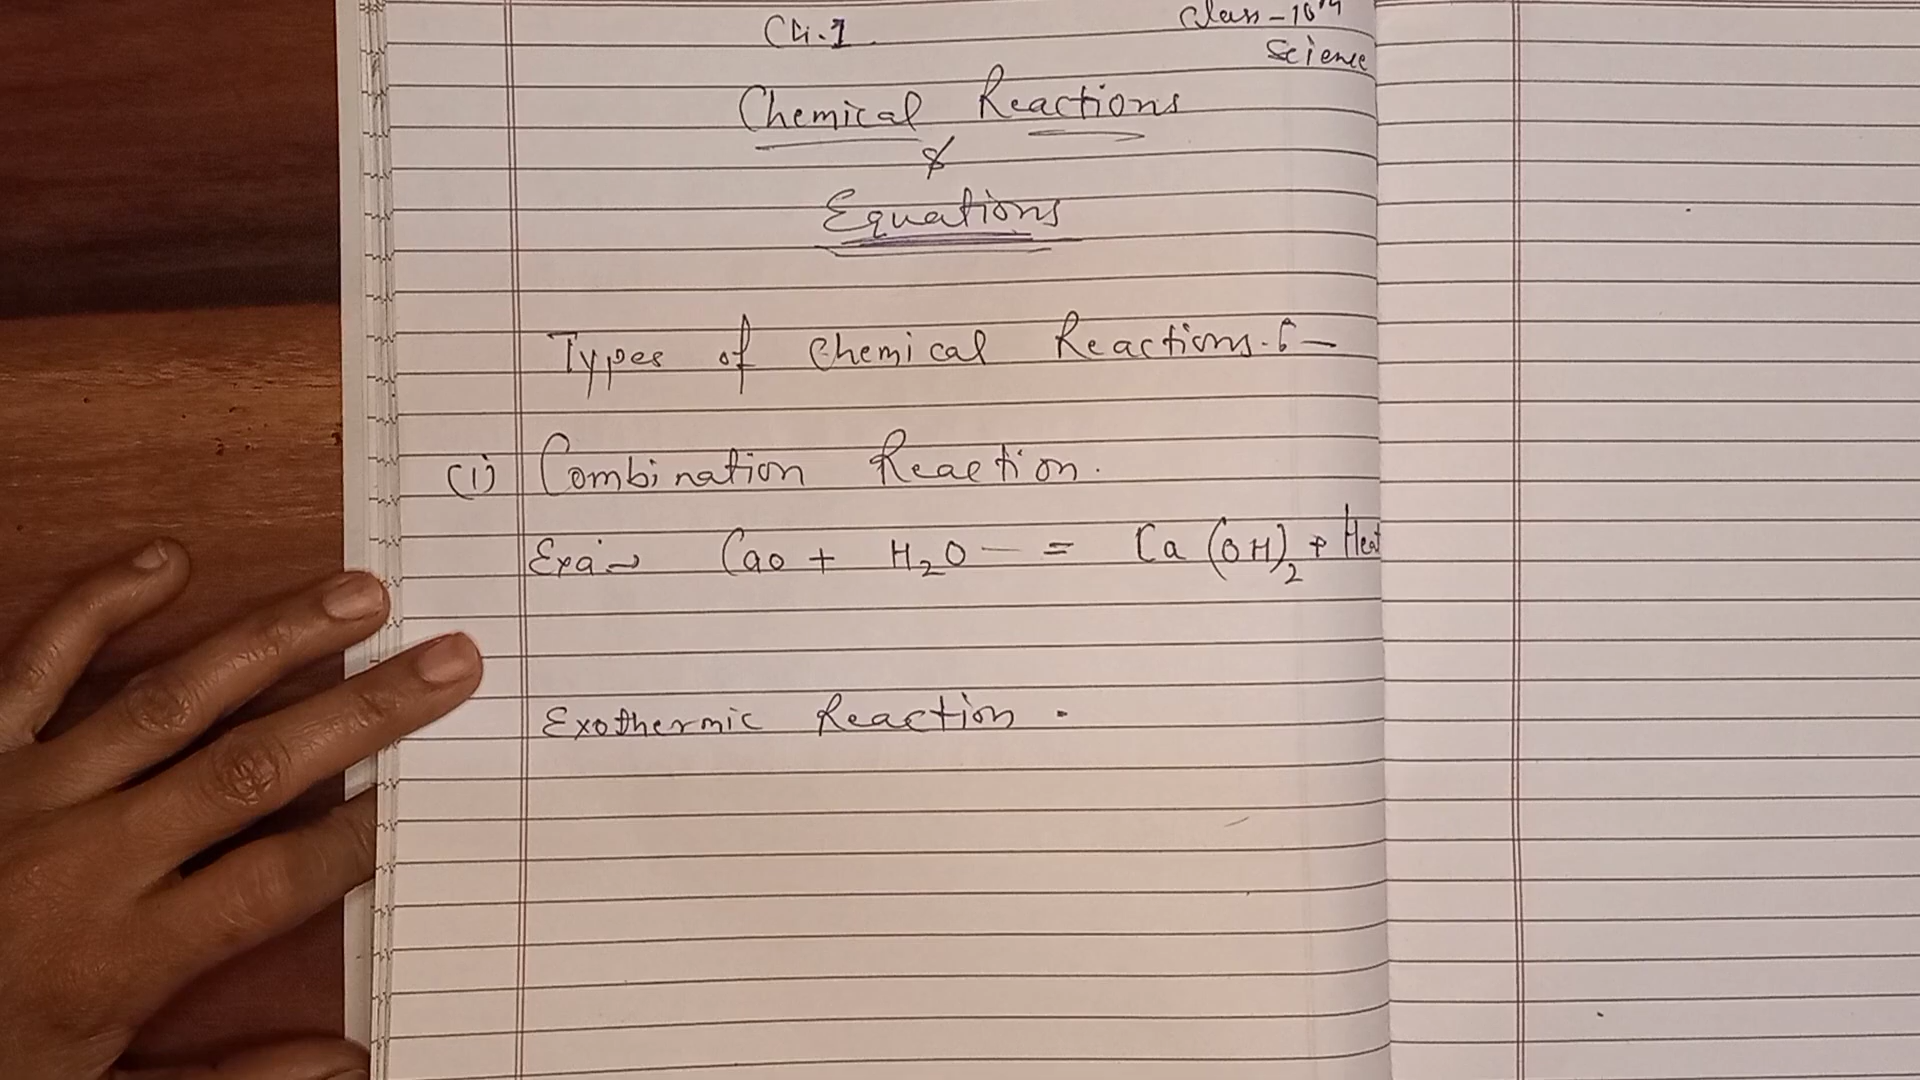 Ch.1
Class - 10th
Science
Chemical Reactions
&
Equations
Types of Chemical Reactions :-
(i) Combination Reaction.
Exa→ CaO + H₂O — = Ca(OH)₂ + Heat
Exothermic Reaction .